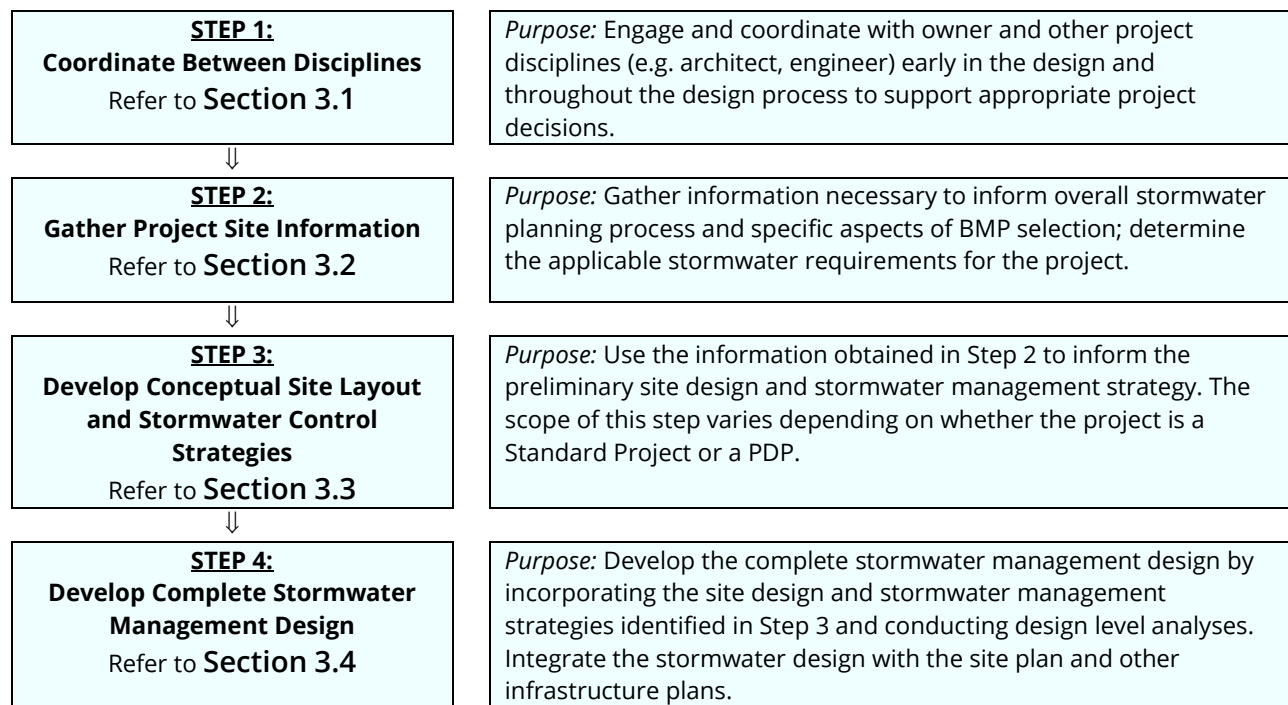 STEP 1:
Coordinate Between Disciplines
Refer to Section 3.1
Purpose: Engage and coordinate with owner and other project
disciplines (e.g. architect, engineer) early in the design and
throughout the design process to support appropriate project
decisions.
⇓
STEP 2:
Gather Project Site Information
Refer to Section 3.2
Purpose: Gather information necessary to inform overall stormwater
planning process and specific aspects of BMP selection; determine
the applicable stormwater requirements for the project.
⇓
STEP 3:
Develop Conceptual Site Layout
and Stormwater Control
Strategies
Refer to Section 3.3
Purpose: Use the information obtained in Step 2 to inform the
preliminary site design and stormwater management strategy. The
scope of this step varies depending on whether the project is a
Standard Project or a PDP.
⇓
STEP 4:
Develop Complete Stormwater
Management Design
Refer to Section 3.4
Purpose: Develop the complete stormwater management design by
incorporating the site design and stormwater management
strategies identified in Step 3 and conducting design level analyses.
Integrate the stormwater design with the site plan and other
infrastructure plans.